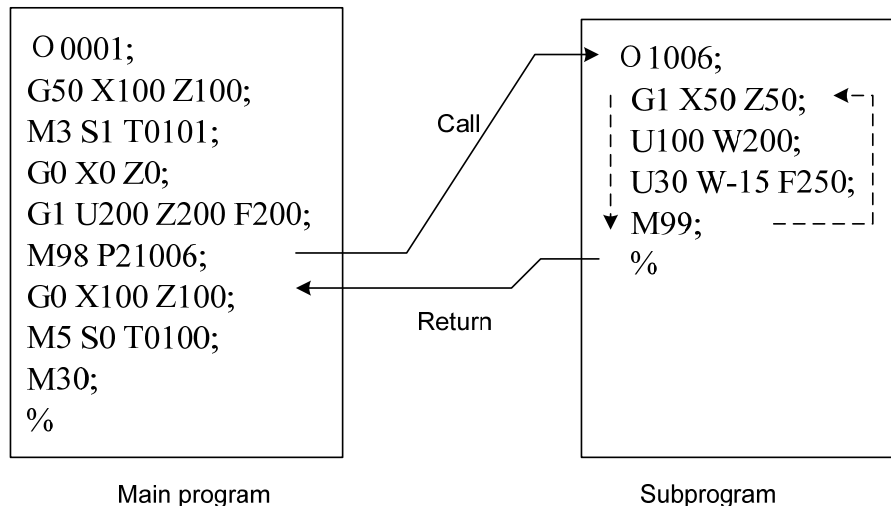 O 0001;
G50 X100 Z100;
M3 S1 T0101;
G0 X0 Z0;
G1 U200 Z200 F200;
M98 P21006;
G0 X100 Z100;
M5 S0 T0100;
M30;
%
Call
Return
O 1006;
G1 X50 Z50;
U100 W200;
U30 W-15 F250;
M99;
%
Main program
Subprogram